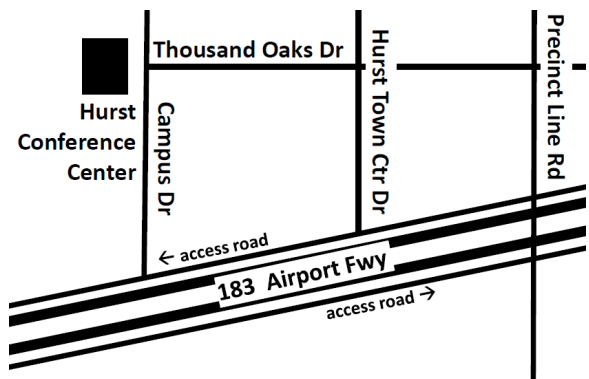 Thousand Oaks Dr
Hurst
Conference
Center
Campus Dr
Hurst Town Ctr Dr
Precinct Line Rd
← access road
183 Airport Fwy
access road →